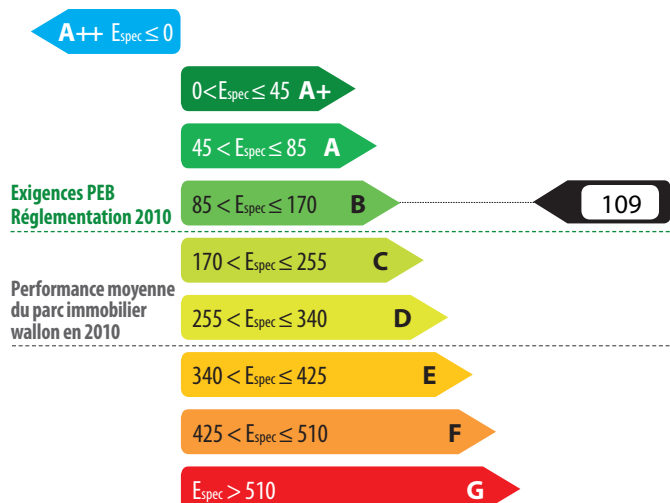 A++ Espec ≤ 0
0 < Espec ≤ 45 A+
45 < Espec ≤ 85 A
Exigences PEB
Réglementation 2010
85 < Espec ≤ 170 B
109
170 < Espec ≤ 255 C
Performance moyenne
du parc immobilier
wallon en 2010
255 < Espec ≤ 340 D
340 < Espec ≤ 425 E
425 < Espec ≤ 510 F
Espec > 510 G